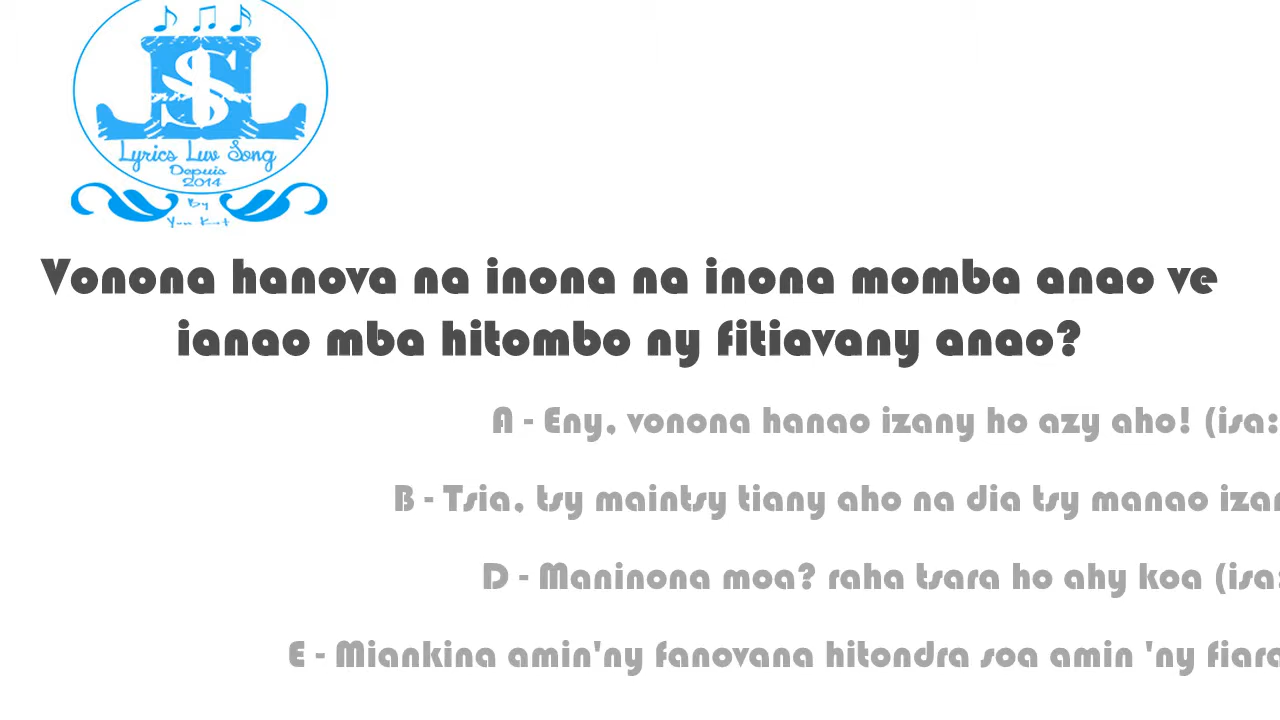 Lyrics Luv Song
Depuis
2014
By
Vonona hanova na inona na inona momba anao ve
ianao mba hitombo ny fitiavany anao?
A - Eny, vonona hanao izany ho azy aho! (isa:
B - Tsia, tsy maintsy tiany aho na dia tsy manao
D - Maninona moa? raha tsara ho ahy koa (isa:
E - Miankina amin'ny fanovana hitondra soa amin 'ny